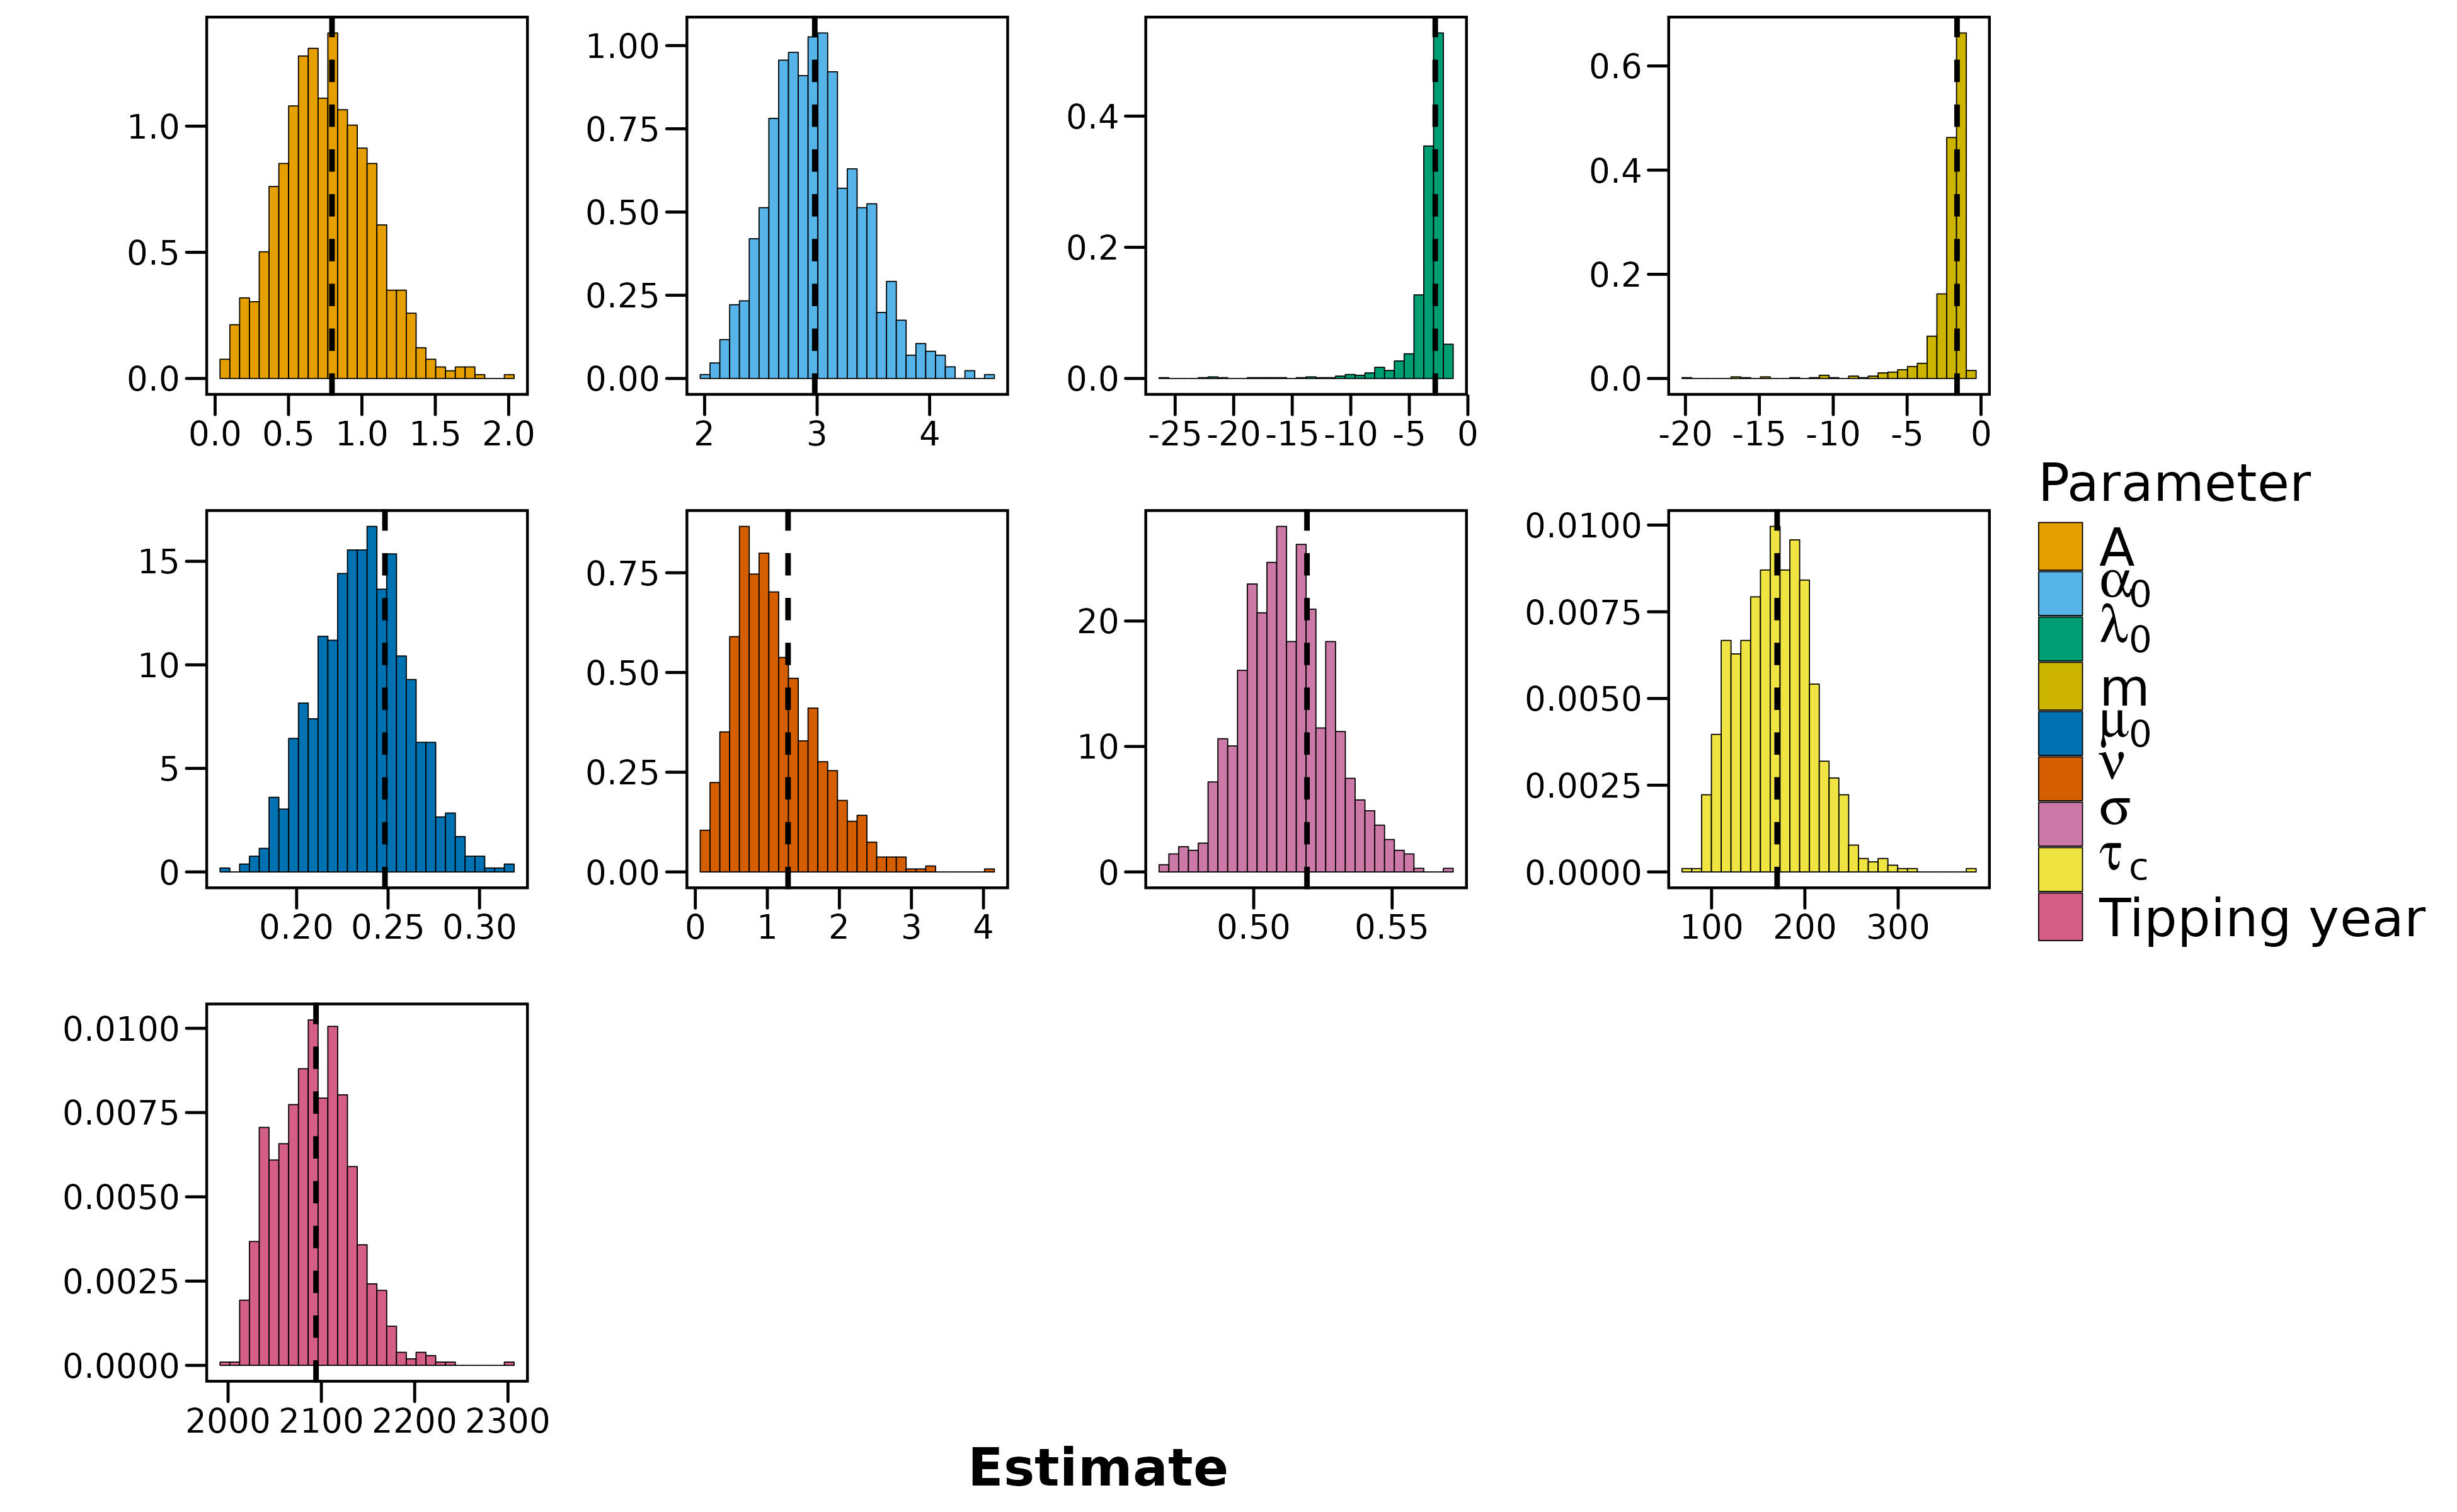 1.0
0.5
0.0
0.0 0.5 1.0 1.5 2.0
1.00
0.75
0.50
0.25
0.00
2 3 4
0.4
0.2
0.0
-25 -20 -15 -10 -5 0
0.6
0.4
0.2
0.0
-20 -15 -10 -5 0
15
10
5
0
0.20 0.25 0.30
0.75
0.50
0.25
0.00
0 1 2 3 4
20
10
0
0.50 0.55
0.0100
0.0075
0.0050
0.0025
0.0000
100 200 300
Parameter
A
α0
λ0
m
μ0
ν̇
σ
τc
Tipping year
0.0100
0.0075
0.0050
0.0025
0.0000
2000 2100 2200 2300
Estimate